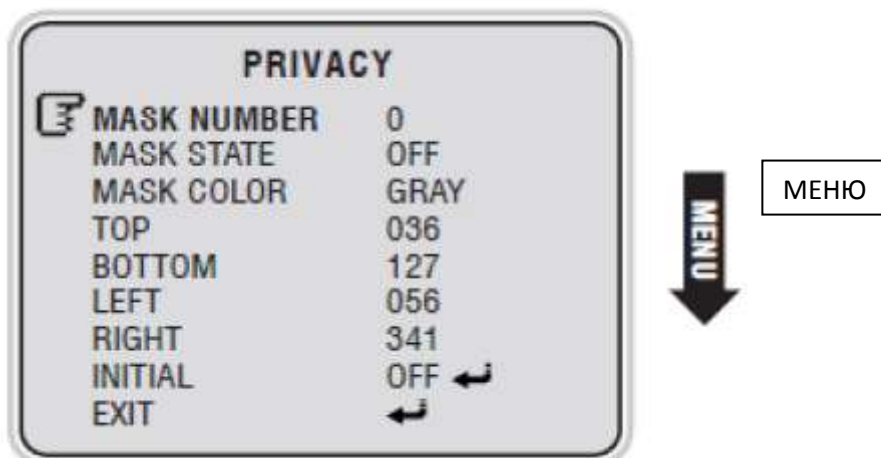 PRIVACY
MASK NUMBER 0
MASK STATE OFF
MASK COLOR GRAY
TOP 036
BOTTOM 127
LEFT 056
RIGHT 341
INITIAL OFF
EXIT
MENU
МЕНЮ